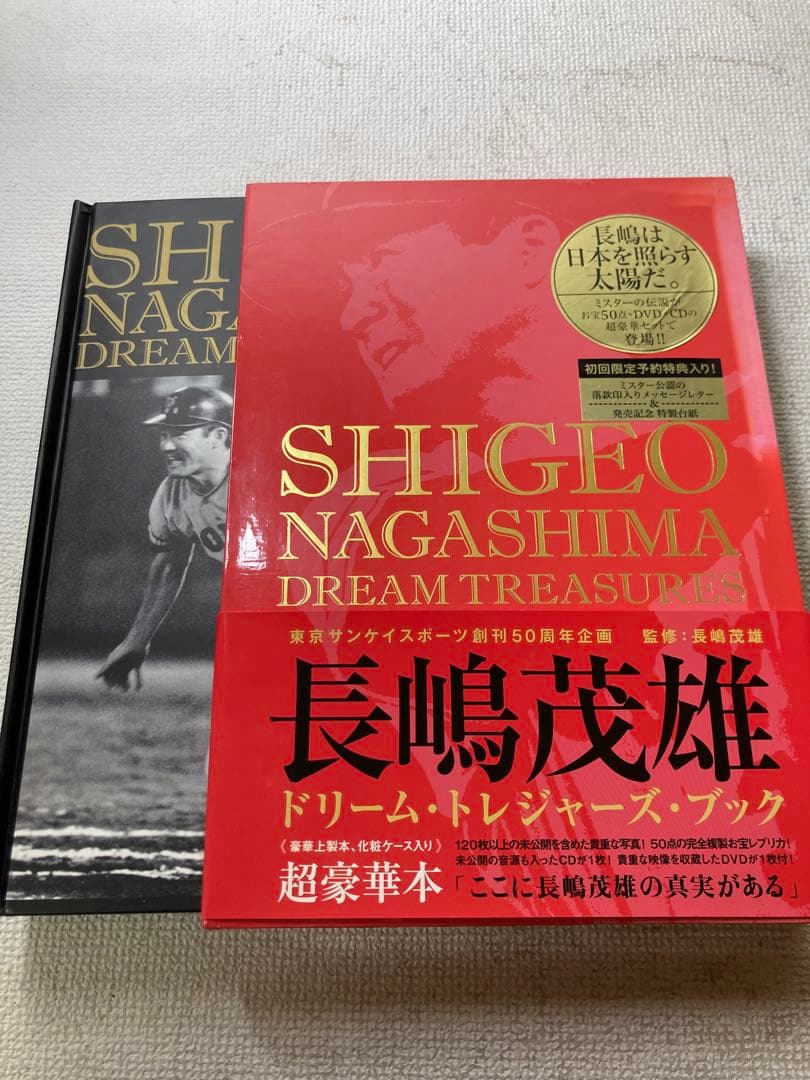 SHI
NAGA
DREAM
長嶋は
日本を照らす
太陽だ。
ミスターの伝説が
お宝50点+DVD+CDの
超豪華セットで
登場!!
初回限定予約特典入り!
ミスター公認の
落款印入りメッセージレター
&
発売記念 特製台紙
SHIGEO
NAGASHIMA
DREAM TREASURES
東京サンケイスポーツ創刊50周年企画 監修:長嶋茂雄
長嶋茂雄
ドリーム・トレジャーズ・ブック
《豪華上製本、化粧ケース入り》
超豪華本
120枚以上の未公開を含めた貴重な写真!50点の完全複製お宝レプリカ!
未公開の音源も入ったCDが1枚!貴重な映像を収蔵したDVDが1枚付!
「ここに長嶋茂雄の真実がある」